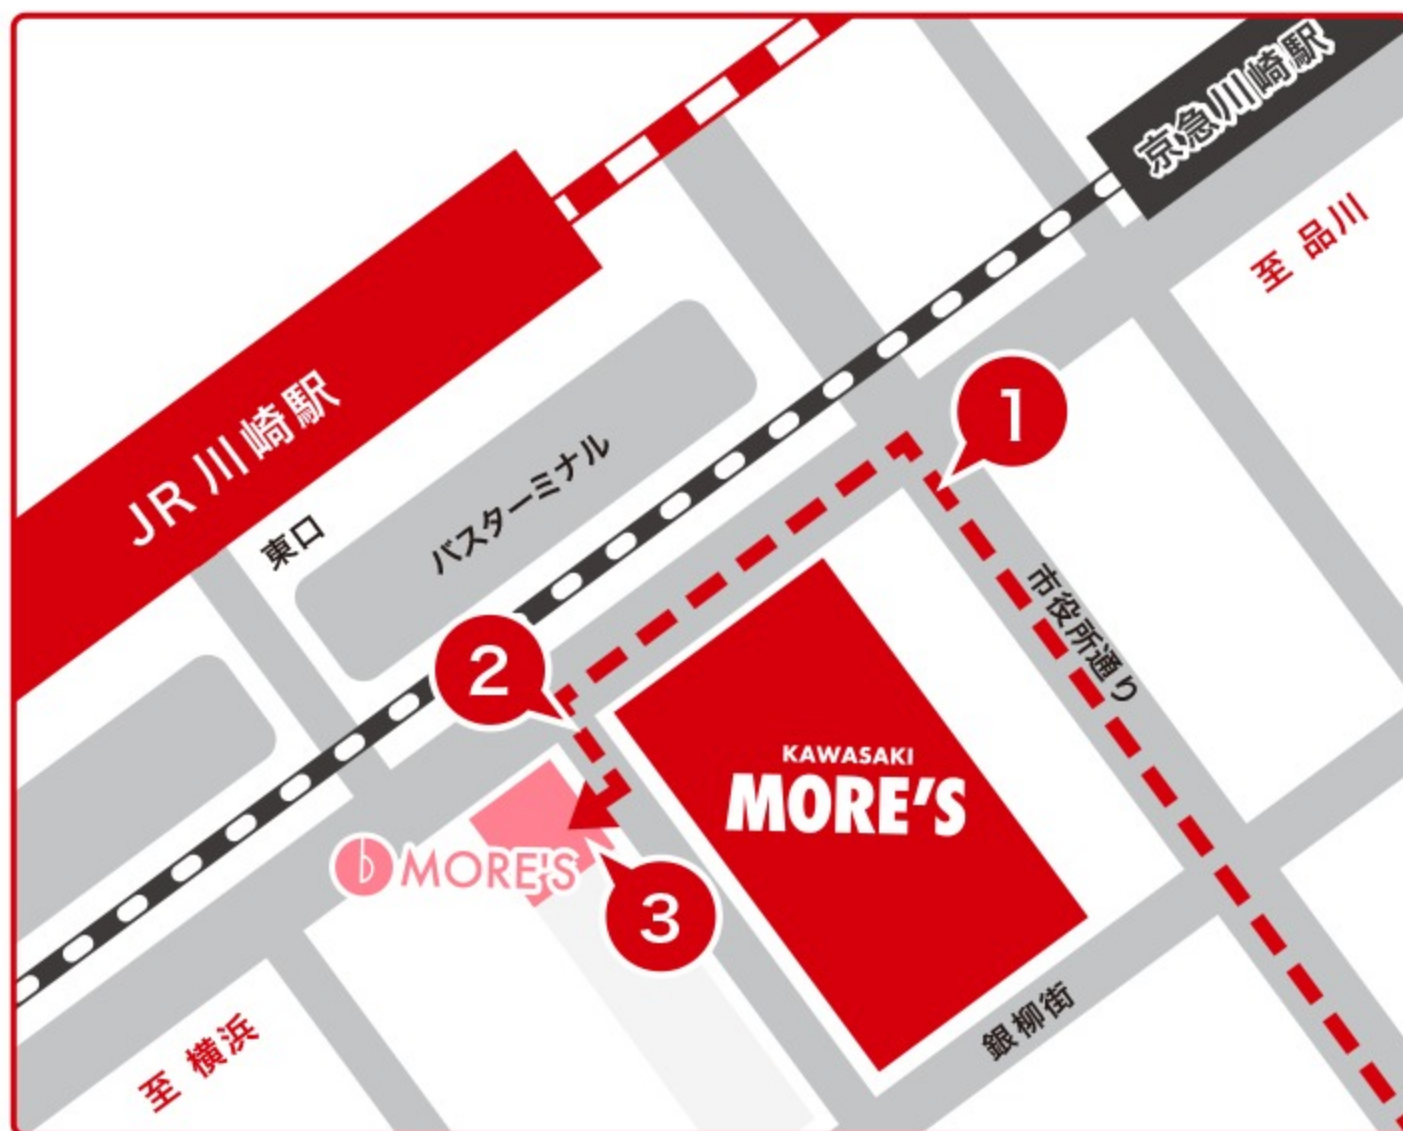 京急川崎駅
至 品川
1
JR 川崎駅
東口
バスターミナル
市役所通り
2
KAWASAKI
MORE'S
b MORE'S
3
銀柳街
至 横浜